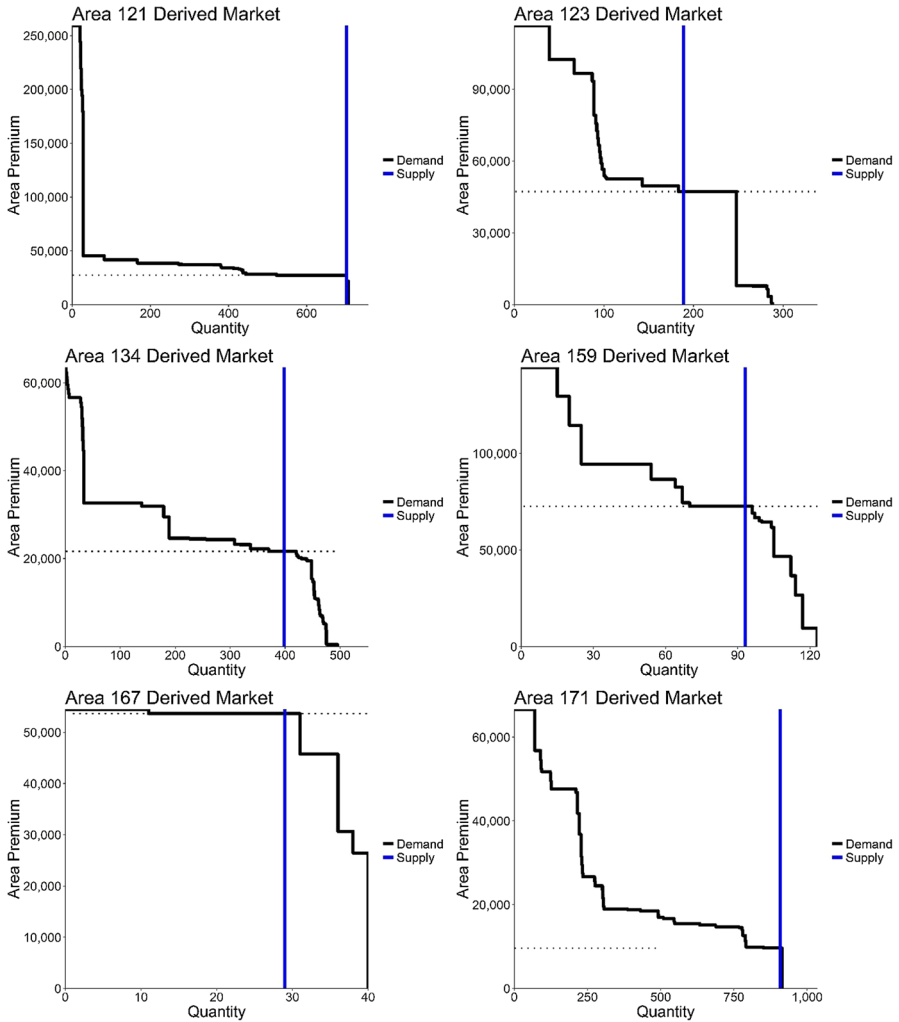 Area 121 Derived Market
250,000
200,000
150,000
100,000
50,000
0
Area Premium
0 200 400 600
Quantity
Demand
Supply
Area 123 Derived Market
90,000
60,000
30,000
0
Area Premium
0 100 200 300
Quantity
Demand
Supply
Area 134 Derived Market
60,000
40,000
20,000
0
Area Premium
0 100 200 300 400 500
Quantity
Demand
Supply
Area 159 Derived Market
100,000
50,000
0
Area Premium
0 30 60 90 120
Quantity
Demand
Supply
Area 167 Derived Market
50,000
40,000
30,000
20,000
10,000
0
Area Premium
0 10 20 30 40
Quantity
Demand
Supply
Area 171 Derived Market
60,000
40,000
20,000
0
Area Premium
0 250 500 750 1,000
Quantity
Demand
Supply